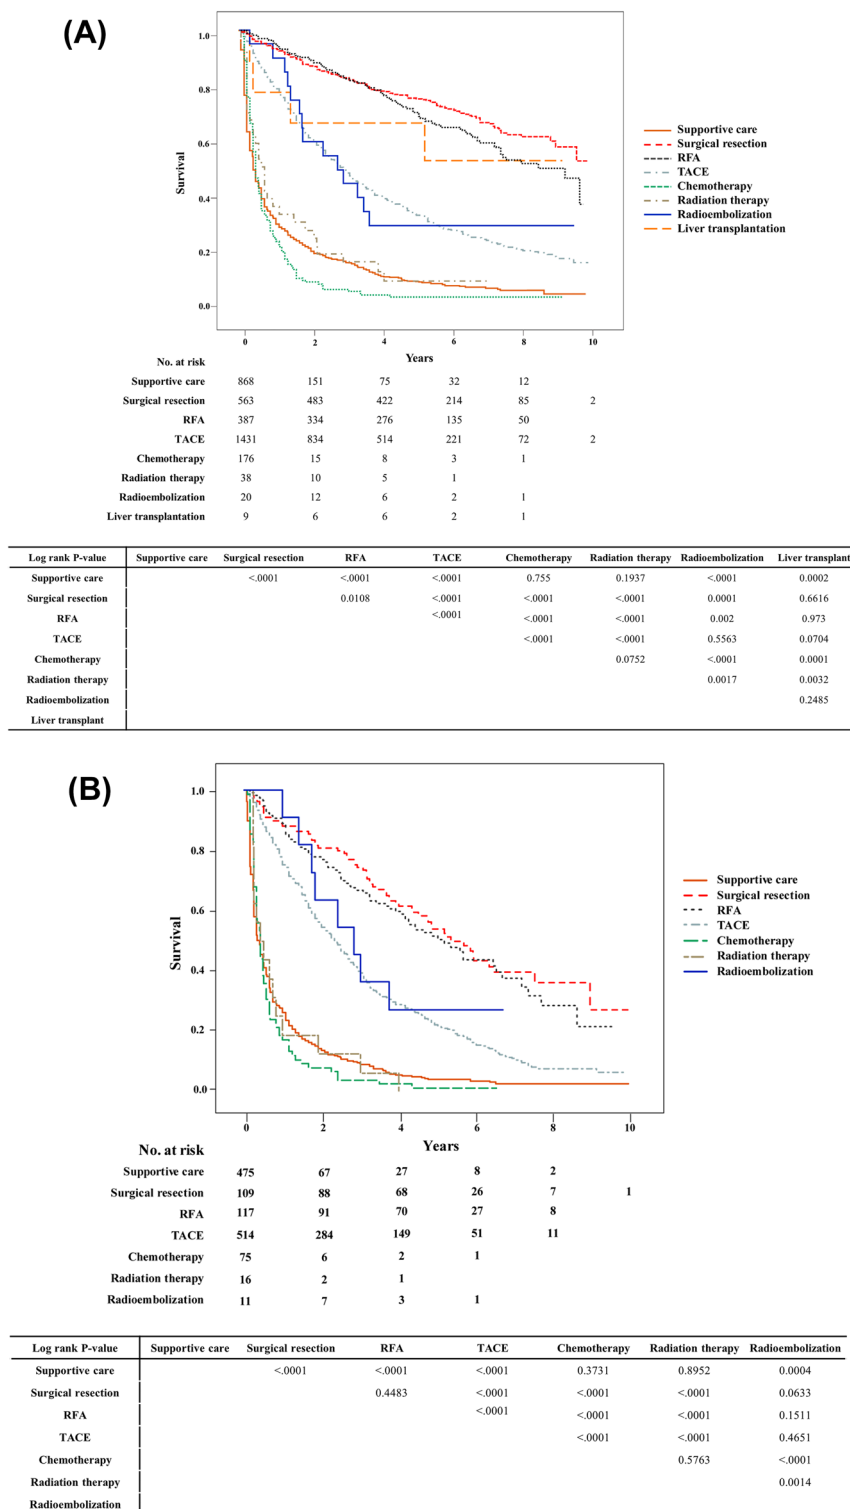 (A)
1.0
0.8
0.6
0.4
0.2
0.0
Survival
0 2 4 6 8 10
Years
Supportive care
Surgical resection
RFA
TACE
Chemotherapy
Radiation therapy
Radioembolization
Liver transplantation
No. at risk
Supportive care 868 151 75 32 12
Surgical resection 563 483 422 214 85 2
RFA 387 334 276 135 50
TACE 1431 834 514 221 72 2
Chemotherapy 176 15 8 3 1
Radiation therapy 38 10 5 1
Radioembolization 20 12 6 2 1
Liver transplantation 9 6 6 2 1
Log rank P-value Supportive care Surgical resection RFA TACE Chemotherapy Radiation therapy Radioembolization Liver transplant
Supportive care <.0001 <.0001 <.0001 0.755 0.1937 <.0001 0.0002
Surgical resection 0.0108 <.0001 <.0001 <.0001 0.0001 0.6616
RFA <.0001 <.0001 <.0001 0.002 0.973
TACE <.0001 <.0001 0.5563 0.0704
Chemotherapy 0.0752 <.0001 0.0001
Radiation therapy 0.0017 0.0032
Radioembolization 0.2485
Liver transplant
(B)
1.0
0.8
0.6
0.4
0.2
0.0
Survival
0 2 4 6 8 10
Years
Supportive care
Surgical resection
RFA
TACE
Chemotherapy
Radiation therapy
Radioembolization
No. at risk
Supportive care 475 67 27 8 2
Surgical resection 109 88 68 26 7 1
RFA 117 91 70 27 8
TACE 514 284 149 51 11
Chemotherapy 75 6 2 1
Radiation therapy 16 2 1
Radioembolization 11 7 3 1
Log rank P-value Supportive care Surgical resection RFA TACE Chemotherapy Radiation therapy Radioembolization
Supportive care <.0001 <.0001 <.0001 0.3731 0.8952 0.0004
Surgical resection 0.4483 <.0001 <.0001 <.0001 0.0633
RFA <.0001 <.0001 <.0001 0.1511
TACE <.0001 <.0001 0.4651
Chemotherapy 0.5763 <.0001
Radiation therapy 0.0014
Radioembolization